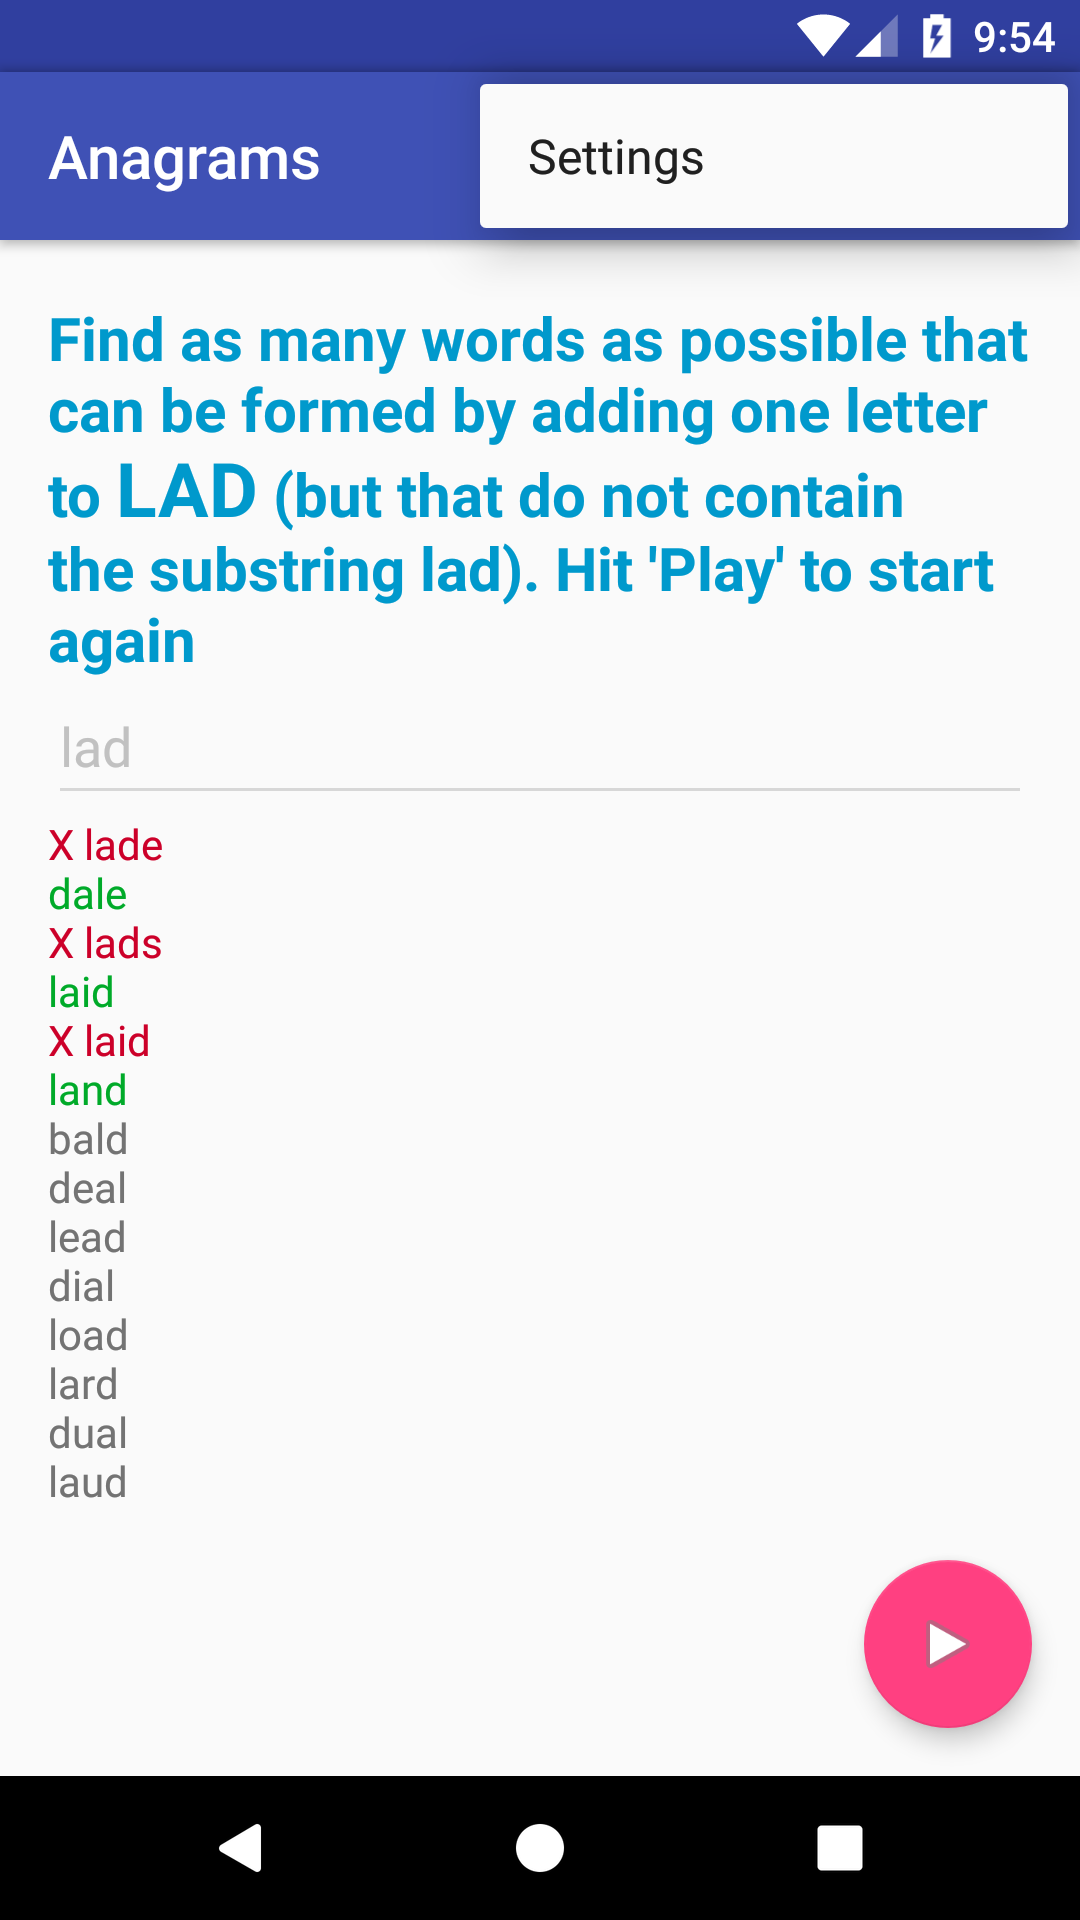 9:54
Anagrams
Settings
Find as many words as possible that
can be formed by adding one letter
to LAD (but that do not contain
the substring lad). Hit 'Play' to start
again
lad
X lade
dale
X lads
laid
X laid
land
bald
deal
lead
dial
load
lard
dual
laud